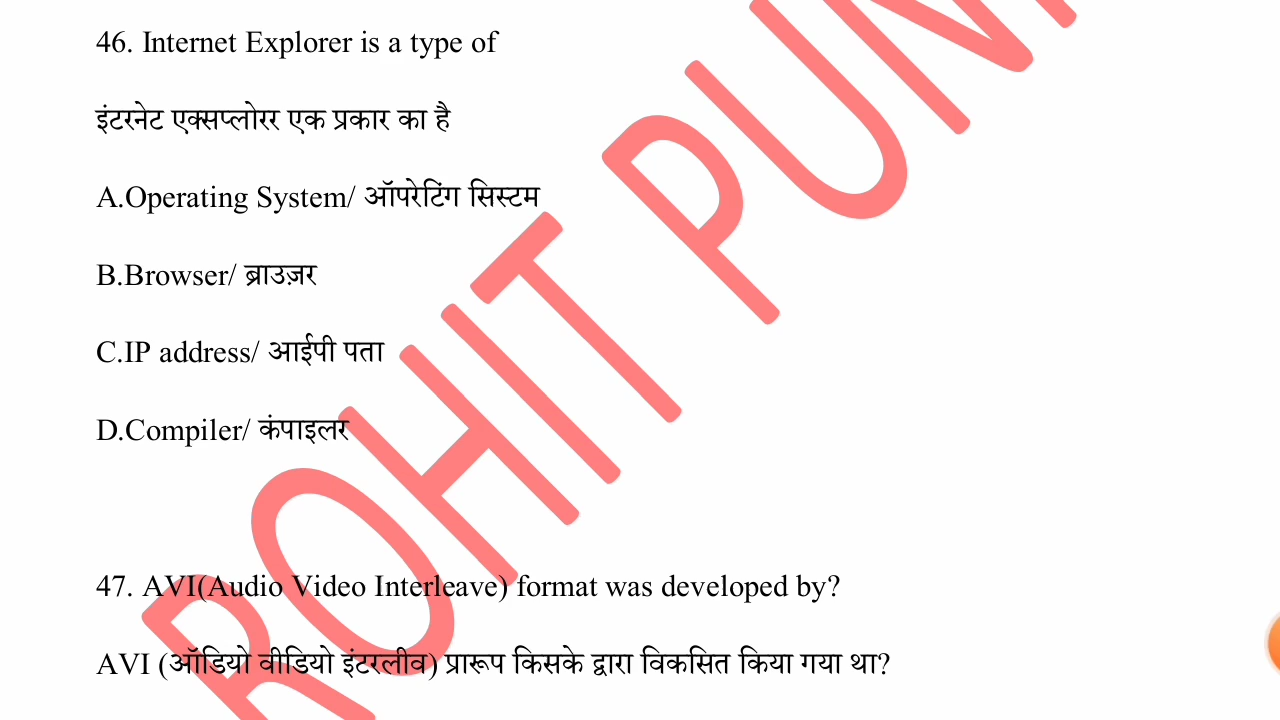 46. Internet Explorer is a type of
इंटरनेट एक्सप्लोरर एक प्रकार का है
A.Operating System/ ऑपरेटिंग सिस्टम
B.Browser/ ब्राउज़र
C.IP address/ आईपी पता
D.Compiler/ कंपाइलर
47. AVI(Audio Video Interleave) format was developed by?
AVI (ऑडियो वीडियो इंटरलीव) प्रारूप किसके द्वारा विकसित किया गया था?
ROHIT